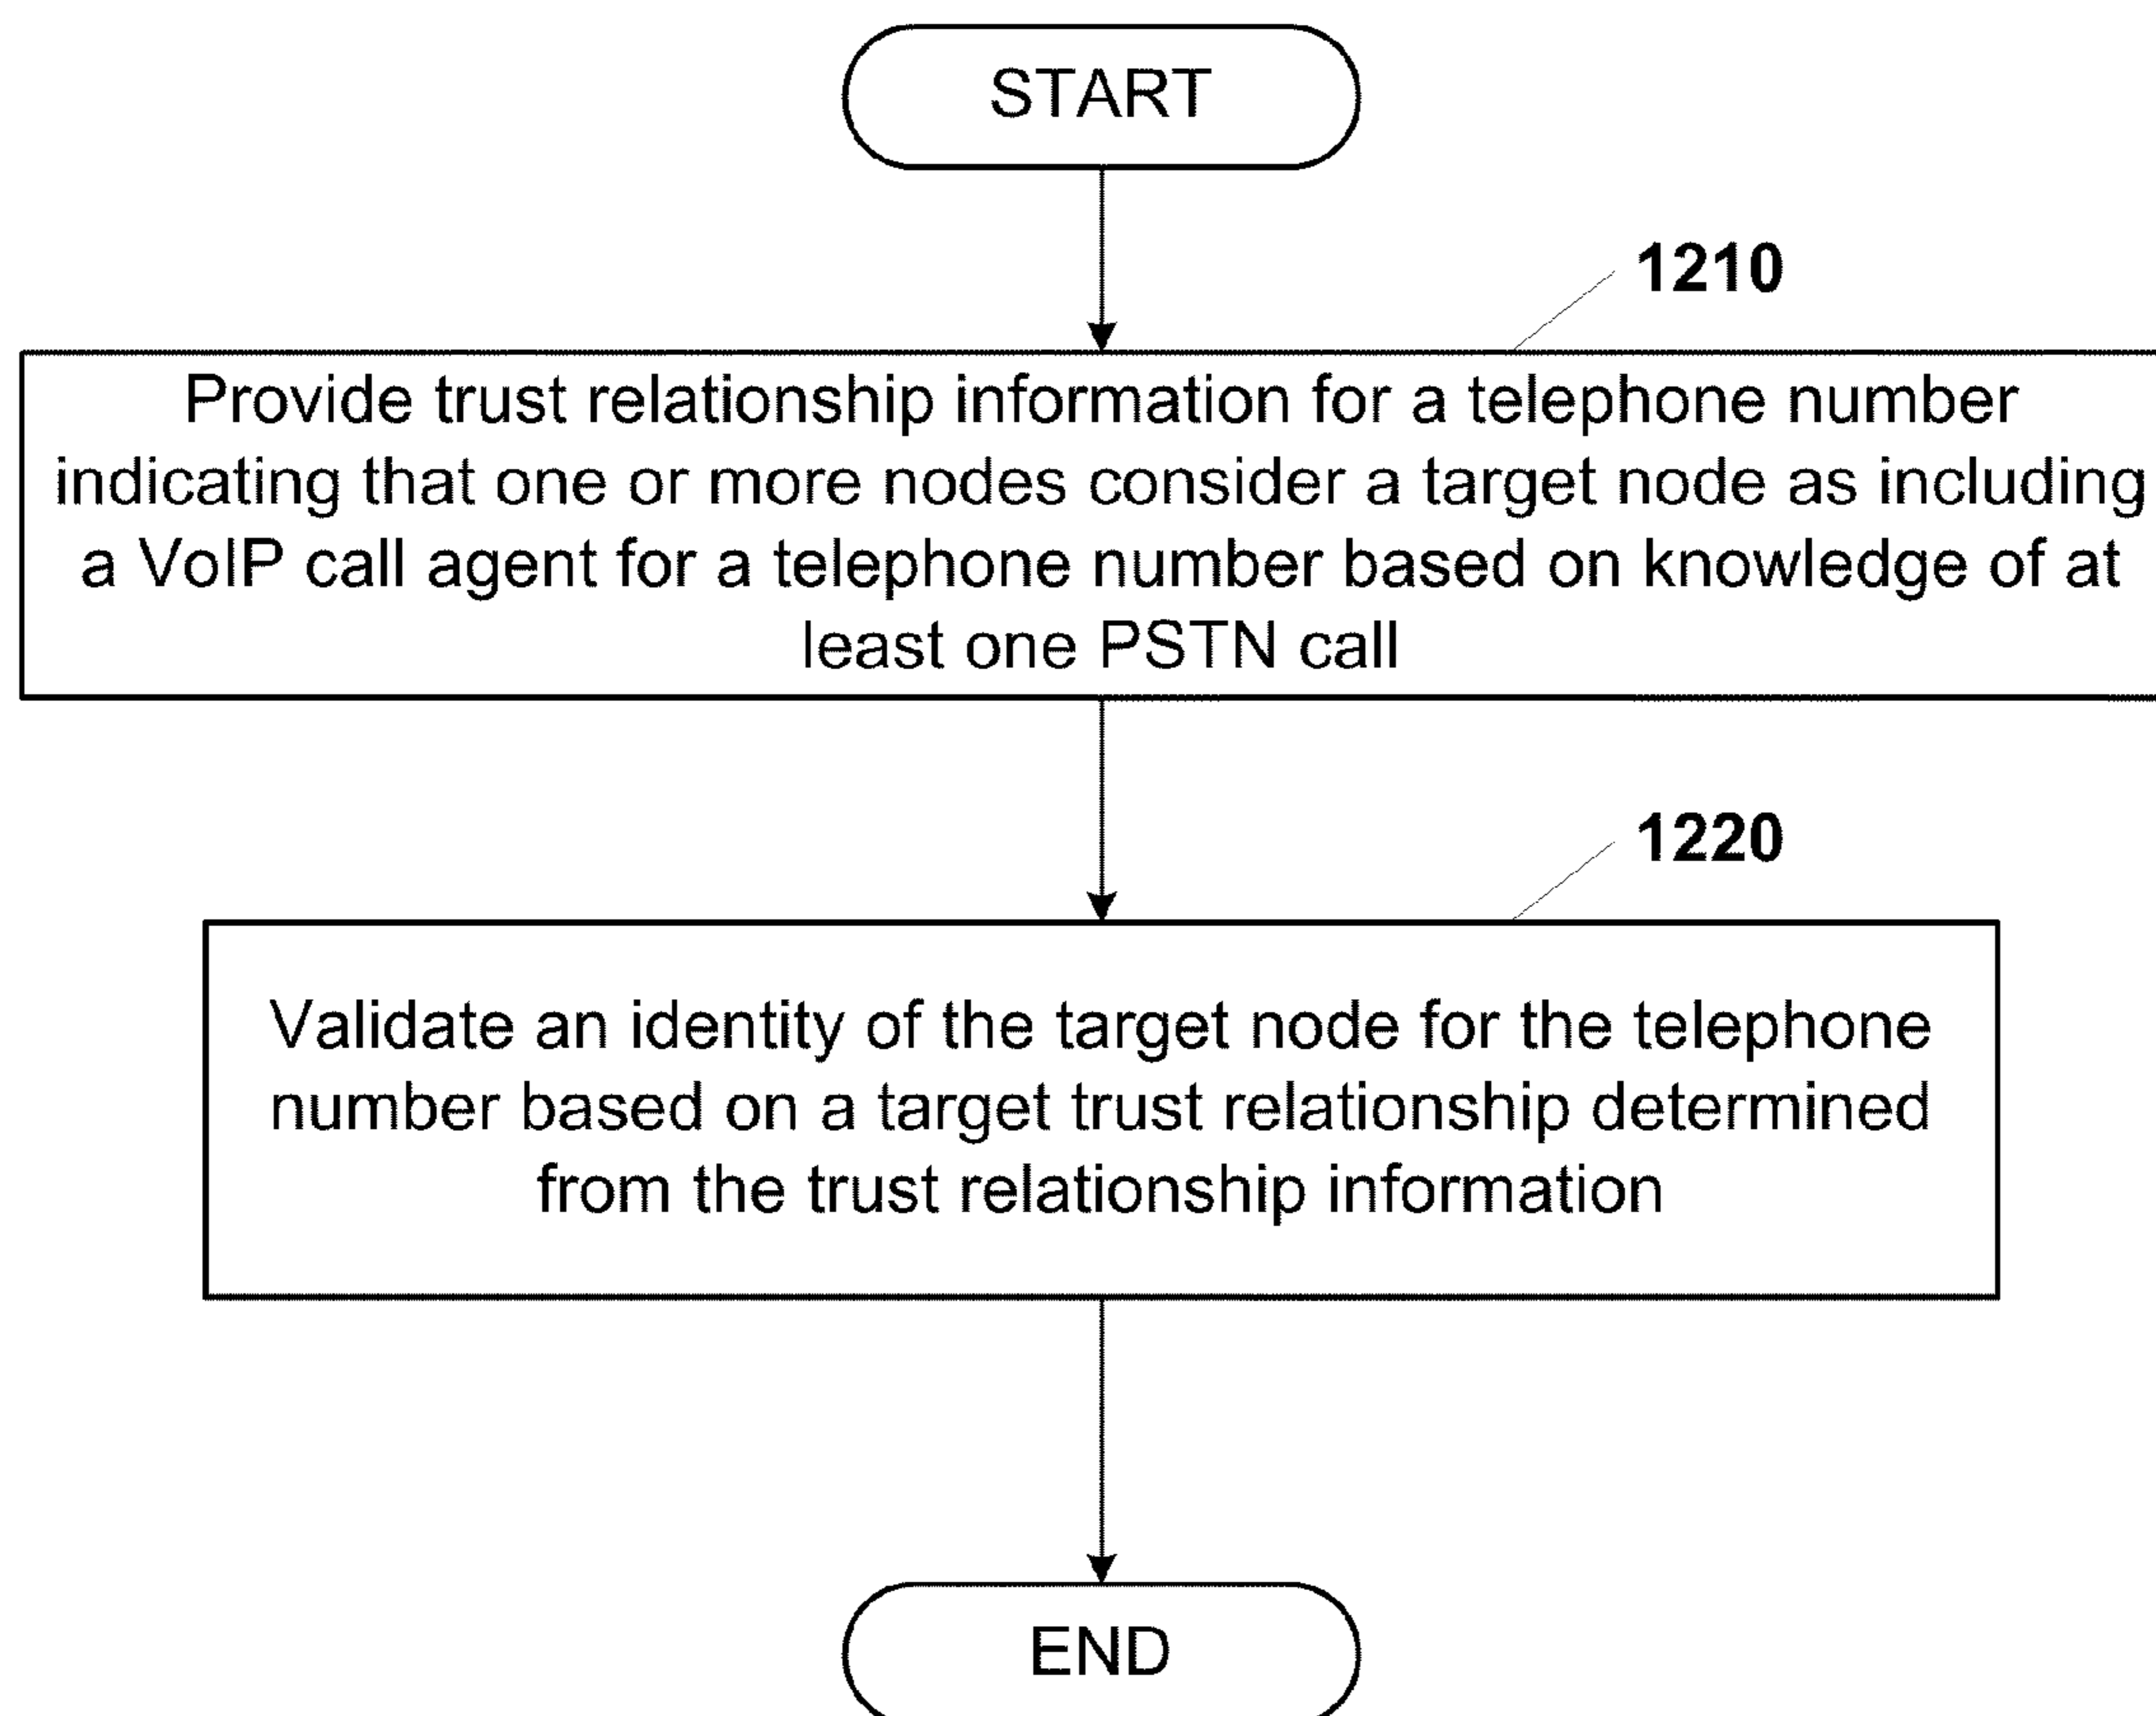 START
1210
Provide trust relationship information for a telephone number
indicating that one or more nodes consider a target node as including
a VoIP call agent for a telephone number based on knowledge of at
least one PSTN call
1220
Validate an identity of the target node for the telephone
number based on a target trust relationship determined
from the trust relationship information
END